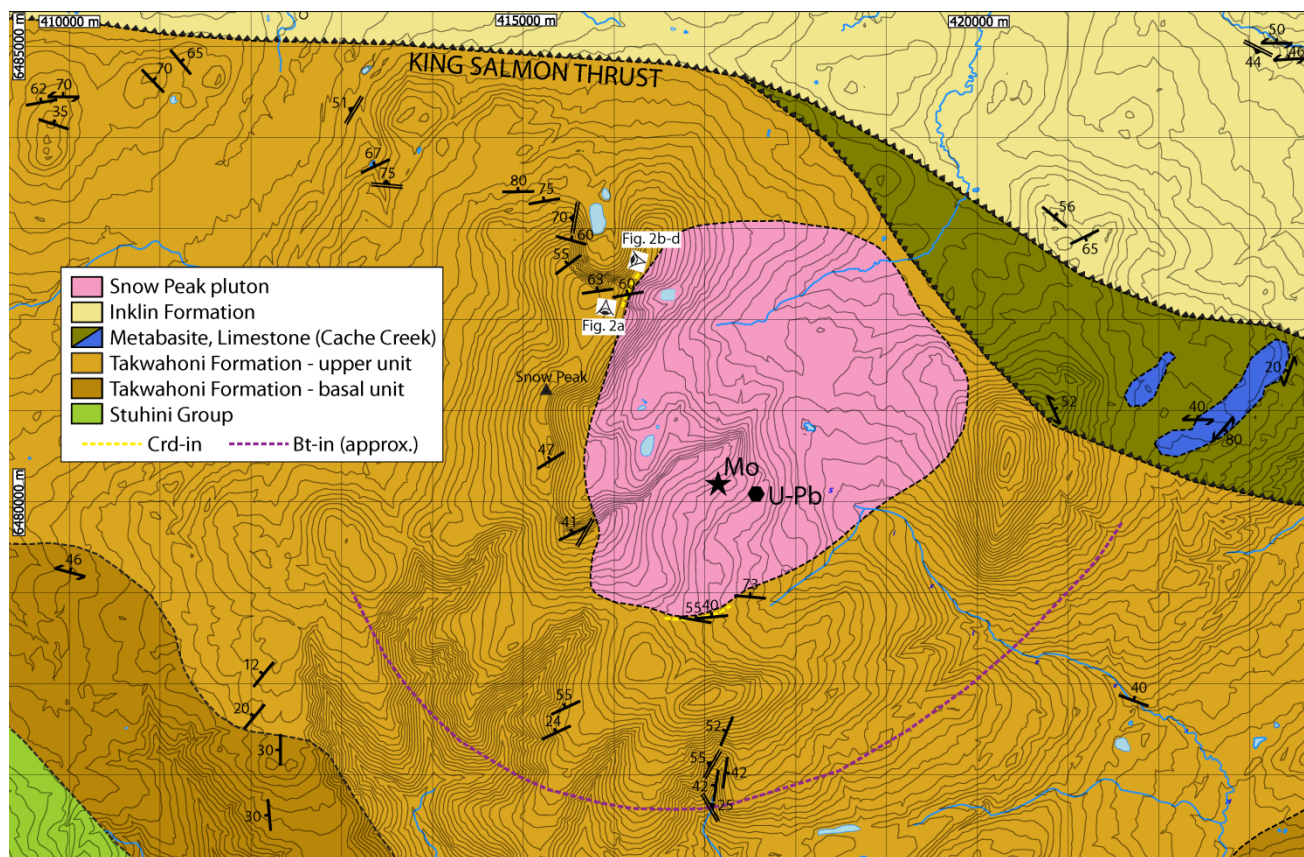 410000 m
415000 m
420000 m
6485000 m
KING SALMON THRUST
50
46
44
65
70
62
70
35
51
67
75
80
75
70
60
55
63
60
Fig. 2b-d
Fig. 2a
56
65
Snow Peak pluton
Inklin Formation
Metabasite, Limestone (Cache Creek)
Takwahoni Formation - upper unit
Takwahoni Formation - basal unit
Stuhini Group
Crd-in
Bt-in (approx.)
Snow Peak
20
52
40
80
47
Mo
U-Pb
6480000 m
41
46
73
55
40
12
20
30
30
55
24
52
55
42
42
25
40